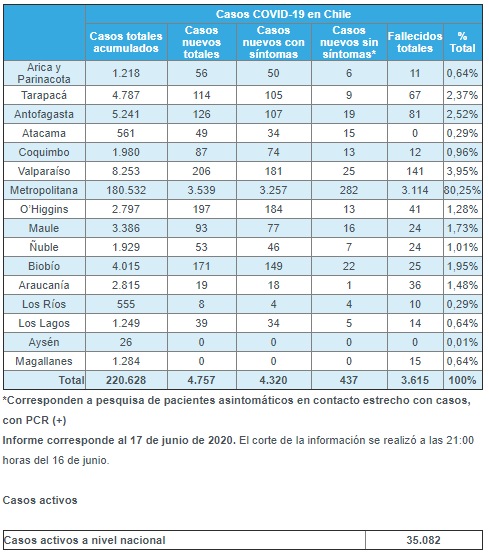 Casos COVID-19 en Chile
Casos totales acumulados | Casos nuevos totales | Casos nuevos con síntomas | Casos nuevos sin síntomas* | Fallecidos totales | % Total
Arica y Parinacota | 1.218 | 56 | 50 | 6 | 11 | 0,64%
Tarapacá | 4.787 | 114 | 105 | 9 | 67 | 2,37%
Antofagasta | 5.241 | 126 | 107 | 19 | 81 | 2,52%
Atacama | 561 | 49 | 34 | 15 | 0 | 0,29%
Coquimbo | 1.980 | 87 | 74 | 13 | 12 | 0,96%
Valparaíso | 8.253 | 206 | 181 | 25 | 141 | 3,95%
Metropolitana | 180.532 | 3.539 | 3.257 | 282 | 3.114 | 80,25%
O'Higgins | 2.797 | 197 | 184 | 13 | 41 | 1,28%
Maule | 3.386 | 93 | 77 | 16 | 24 | 1,73%
Ñuble | 1.929 | 53 | 46 | 7 | 24 | 1,01%
Biobío | 4.015 | 171 | 149 | 22 | 25 | 1,95%
Araucanía | 2.815 | 19 | 18 | 1 | 36 | 1,48%
Los Ríos | 555 | 8 | 4 | 4 | 10 | 0,29%
Los Lagos | 1.249 | 39 | 34 | 5 | 14 | 0,64%
Aysén | 26 | 0 | 0 | 0 | 0 | 0,01%
Magallanes | 1.284 | 0 | 0 | 0 | 15 | 0,64%
Total | 220.628 | 4.757 | 4.320 | 437 | 3.615 | 100%
*Corresponden a pesquisa de pacientes asintomáticos en contacto estrecho con casos,
con PCR (+)
Informe corresponde al 17 de junio de 2020. El corte de la información se realizó a las 21:00
horas del 16 de junio.
Casos activos
Casos activos a nivel nacional | 35.082